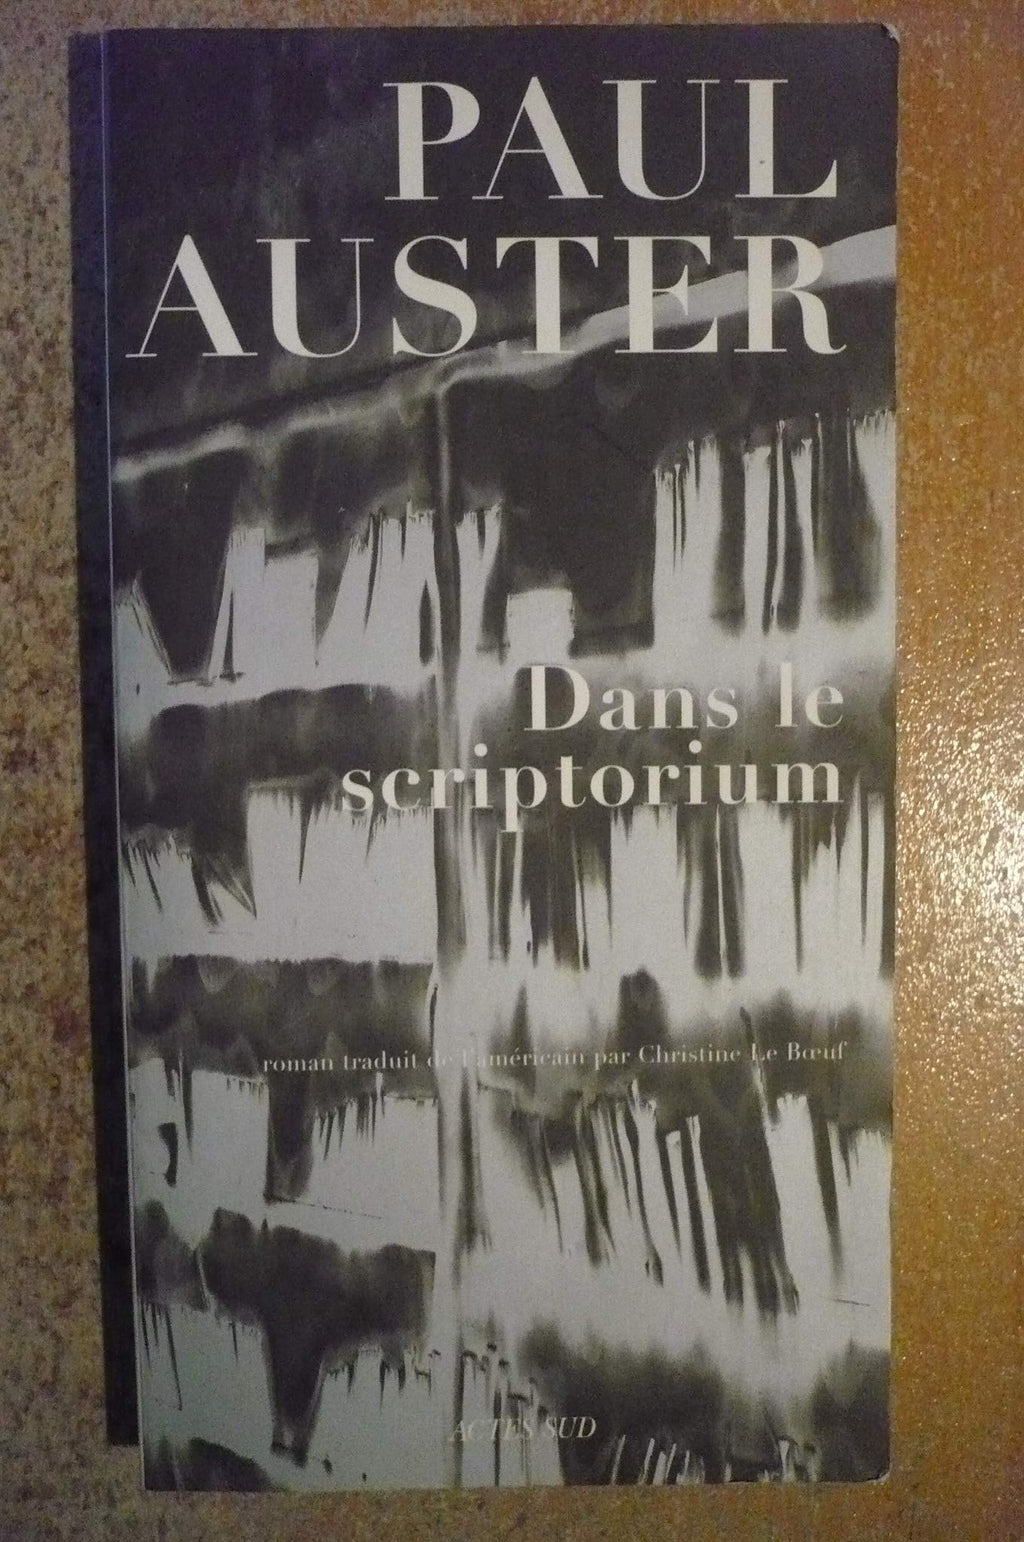 PAUL
AUSTER
Dans le
scriptorium
roman traduit de l'américain par Christine Le Bœuf
ACTES SUD